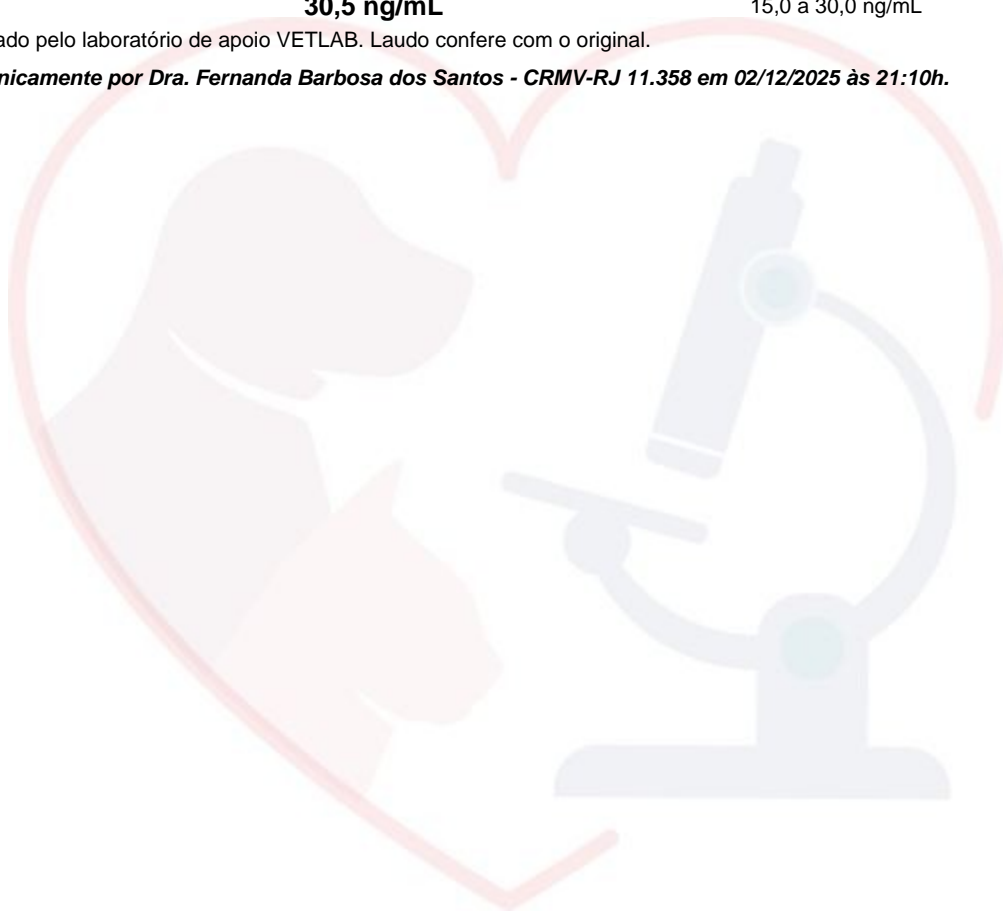 30,5 ng/mL 15,0 a 30,0 ng/mL
ado pelo laboratório de apoio VETLAB. Laudo confere com o original.
nicamente por Dra. Fernanda Barbosa dos Santos - CRMV-RJ 11.358 em 02/12/2025 às 21:10h.